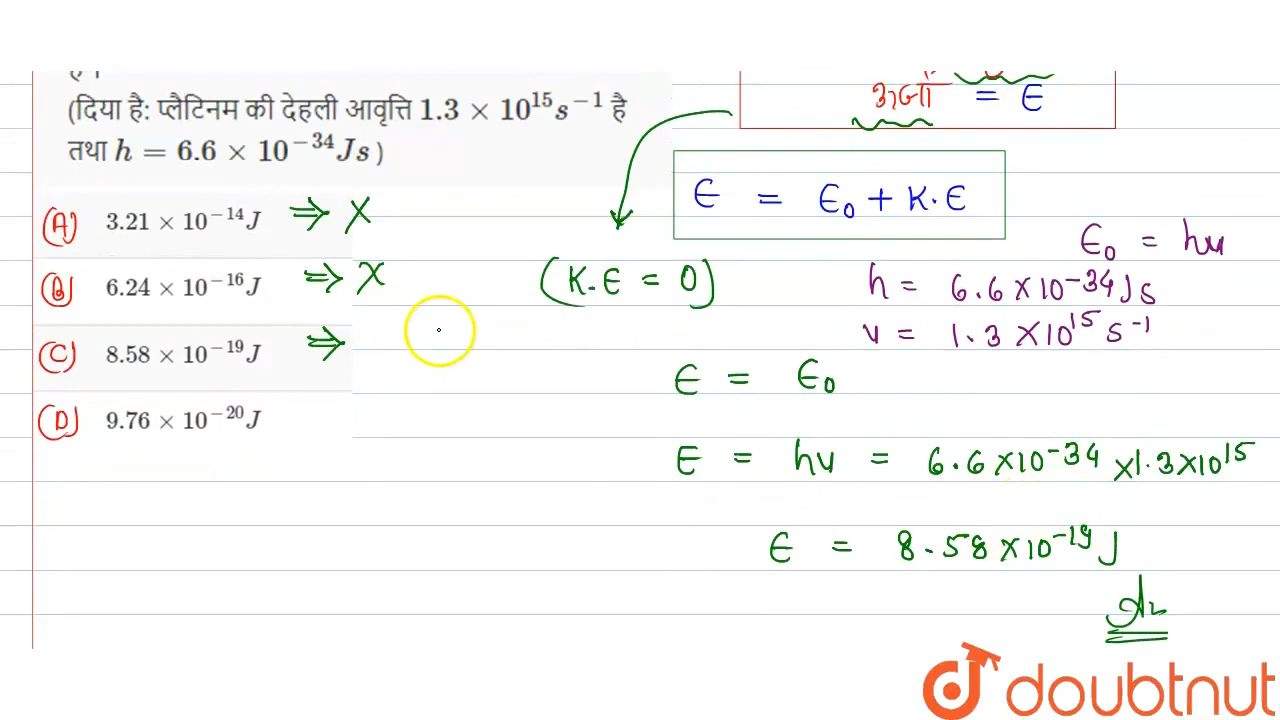 (दिया है: प्लैटिनम की देहली आवृत्ति 1.3 × 10^15 s^−1 है
तथा h = 6.6 × 10^−34 Js)
(A) 3.21 × 10^−14 J ⇒ X
(B) 6.24 × 10^−16 J ⇒ X
(C) 8.58 × 10^−19 J ⇒
(D) 9.76 × 10^−20 J
= E
E = E₀ + K.E
(K.E = 0)
E₀ = hν
h = 6.6 × 10^−34 Js
ν = 1.3 × 10^15 s^−1
E = E₀
E = hν = 6.6 × 10^−34 × 1.3 × 10^15
E = 8.58 × 10^−19 J
doubtnut